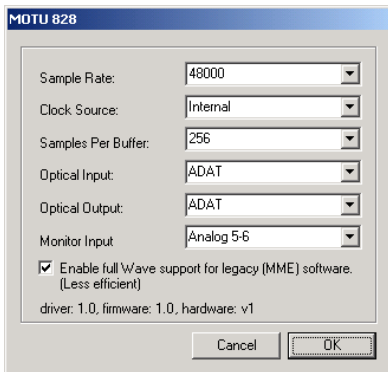 MOTU 828
Sample Rate: 48000
Clock Source: Internal
Samples Per Buffer: 256
Optical Input: ADAT
Optical Output: ADAT
Monitor Input Analog 5-6
Enable full Wave support for legacy (MME) software.
(Less efficient)
driver: 1.0, firmware: 1.0, hardware: v1
Cancel OK